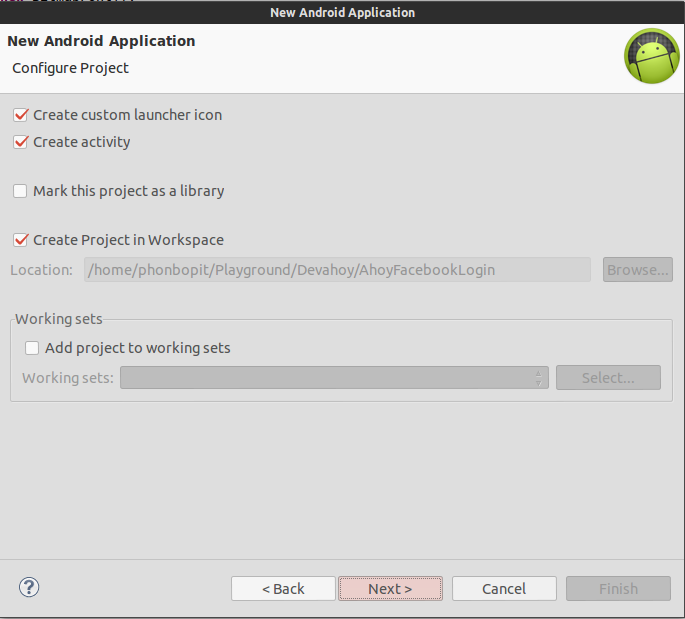 New Android Application
New Android Application
Configure Project
Create custom launcher icon
Create activity
Mark this project as a library
Create Project in Workspace
Location: /home/phonbopit/Playground/Devahoy/AhoyFacebookLogin Browse...
Working sets
Add project to working sets
Working sets: Select...
? < Back Next > Cancel Finish